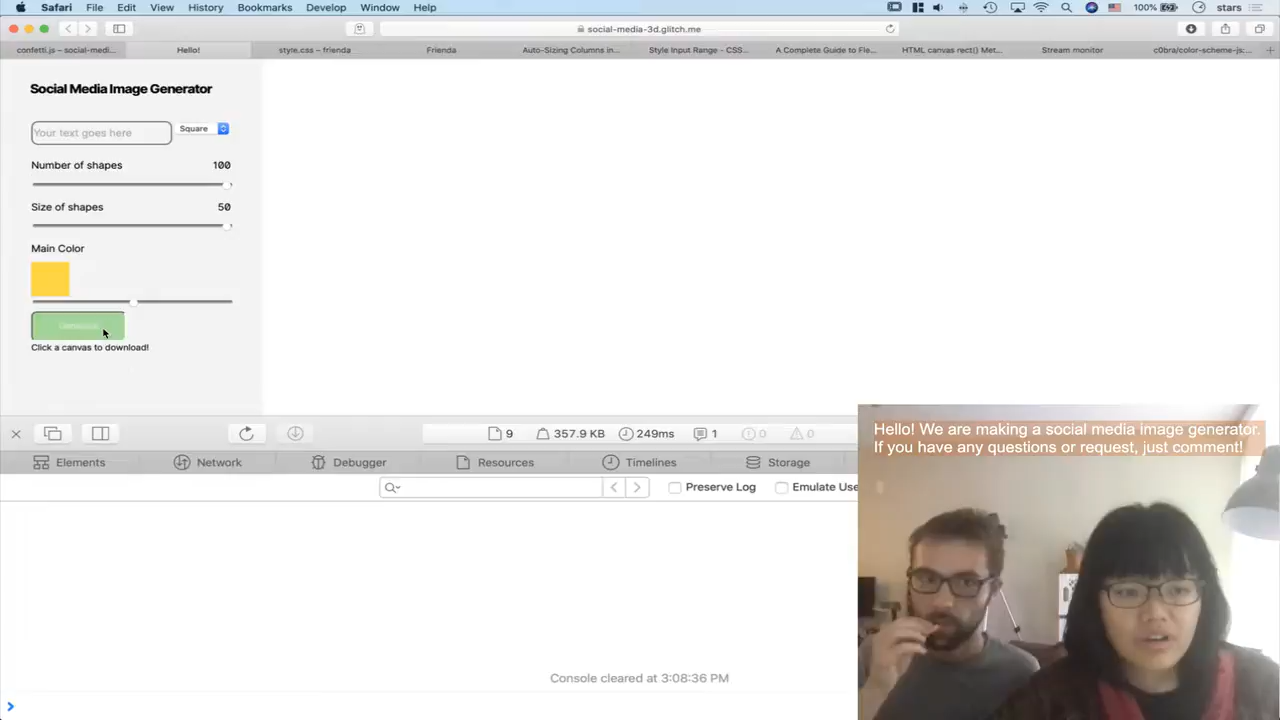 Safari File Edit View History Bookmarks Develop Window Help
100% stars
social-media-3d.glitch.me
confetti.js – social-medi...
Hello!
style.css – frienda
Frienda
Auto-Sizing Columns in...
Style Input Range - CSS...
A Complete Guide to Fle...
HTML canvas rect() Met...
Stream monitor
c0bra/color-scheme-js:...
Social Media Image Generator
Your text goes here
Square
Number of shapes 100
Size of shapes 50
Main Color
Click a canvas to download!
9 357.9 KB 249ms 1 0 0
Elements Network Debugger Resources Timelines Storage
Preserve Log Emulate Use
Console cleared at 3:08:36 PM
Hello! We are making a social media image generator.
If you have any questions or request, just comment!